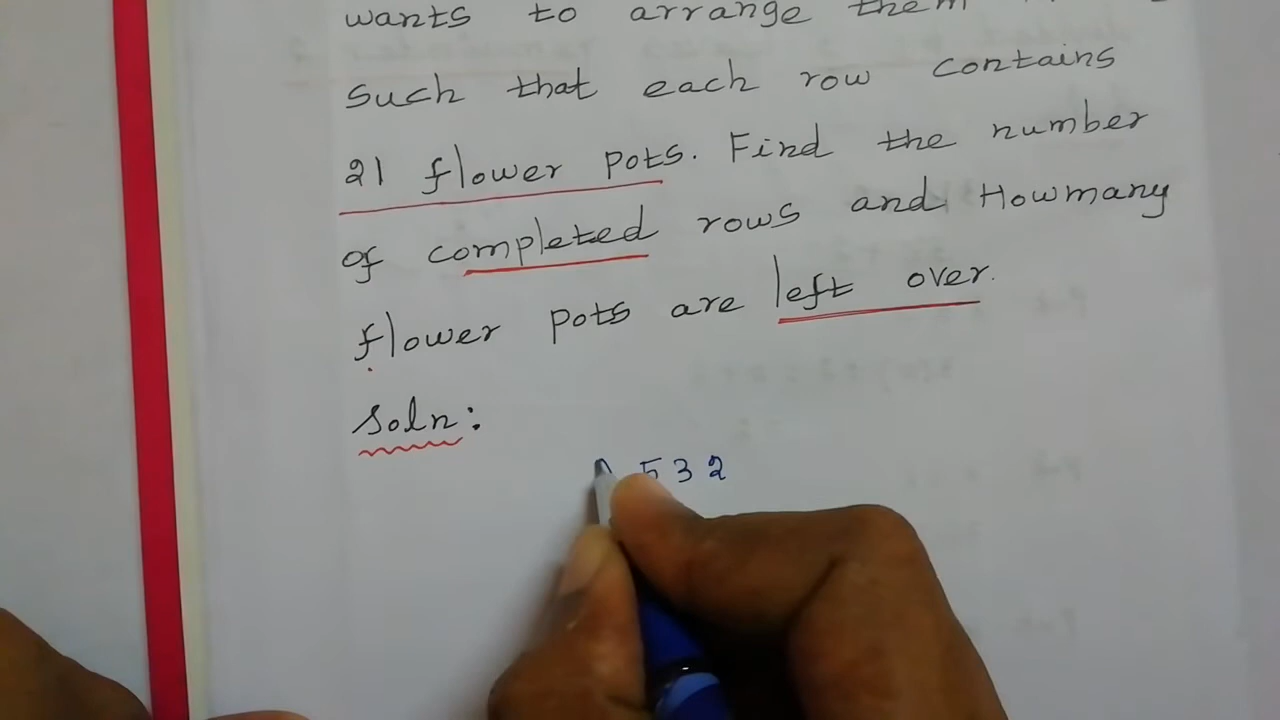 wants to arrange them
such that each row contains
21 flower pots. Find the number
of completed rows and Howmany
flower pots are left over.
Soln:
532